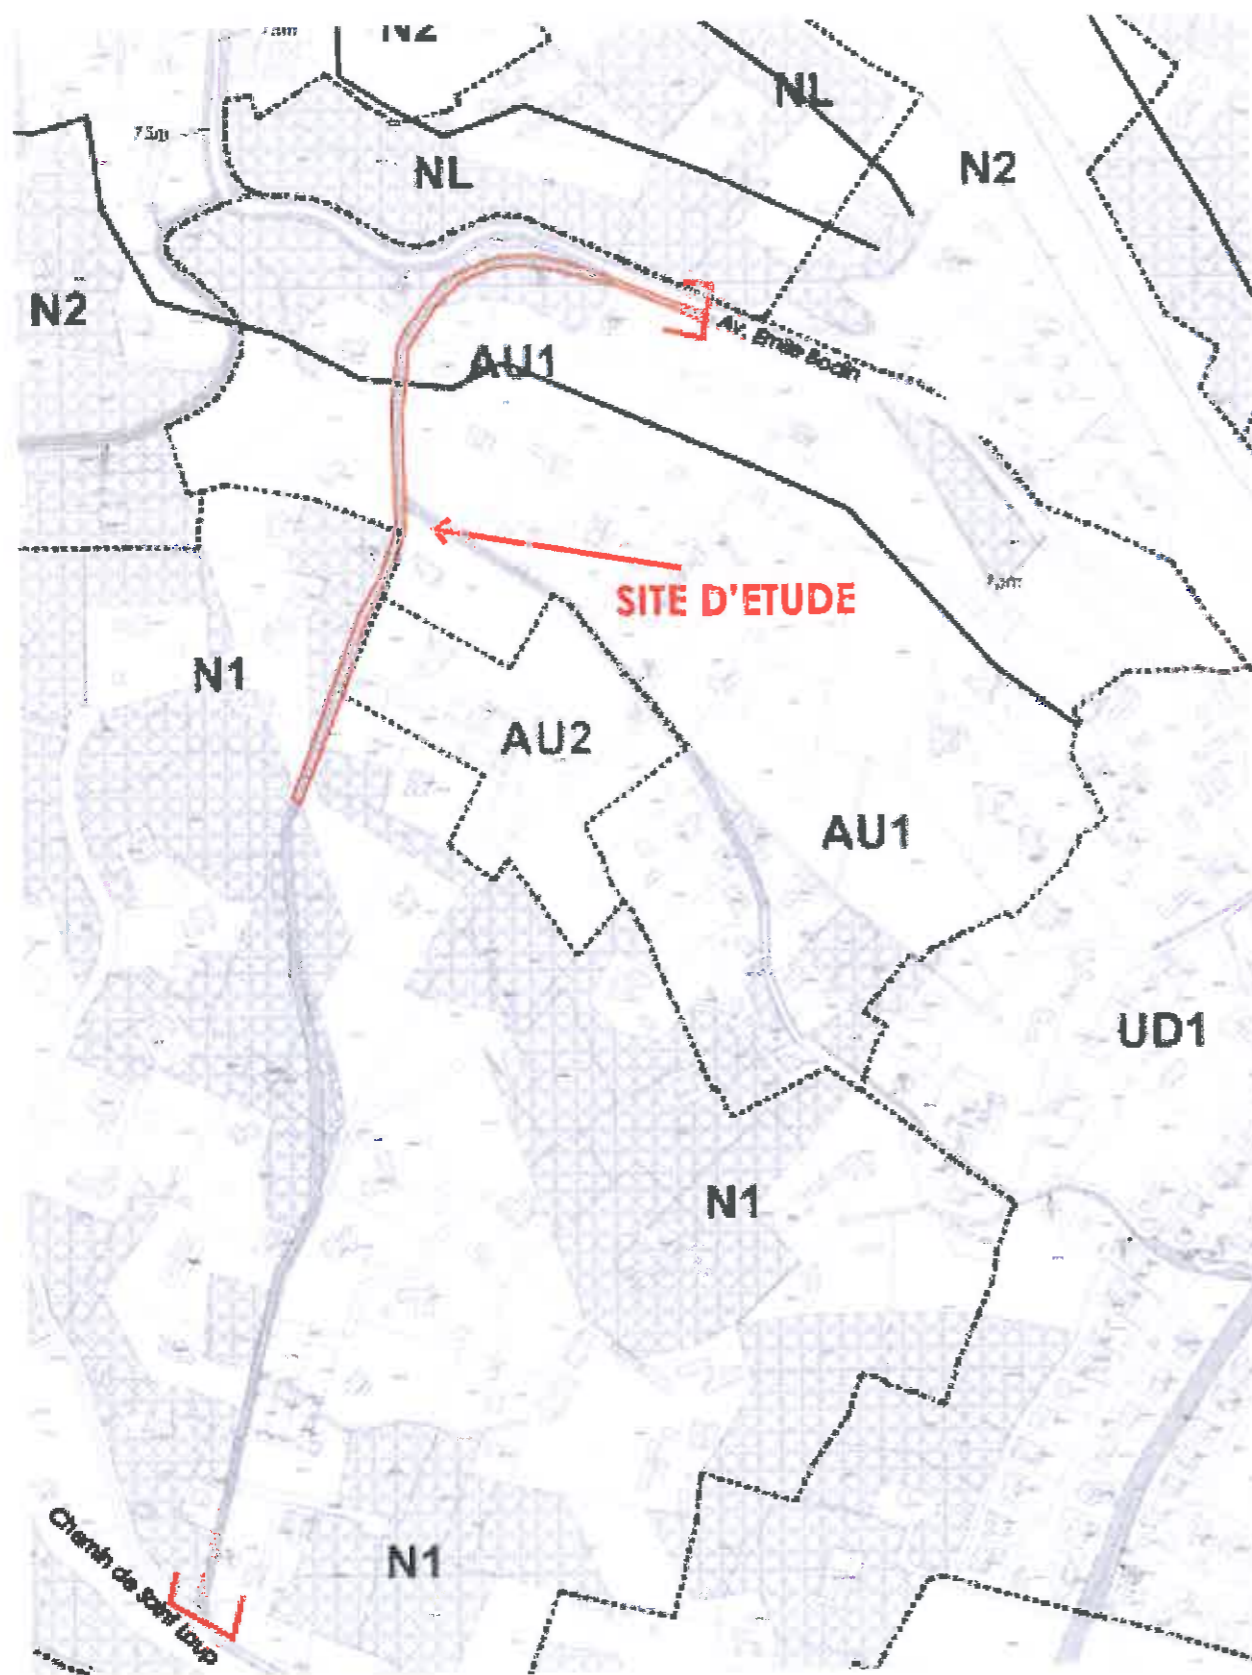 N2
NL
75m
NL
N2
N2
Av. Emile Bodin
AU1
SITE D'ETUDE
N1
AU2
AU1
UD1
N1
Chemin de Saint Loup
N1